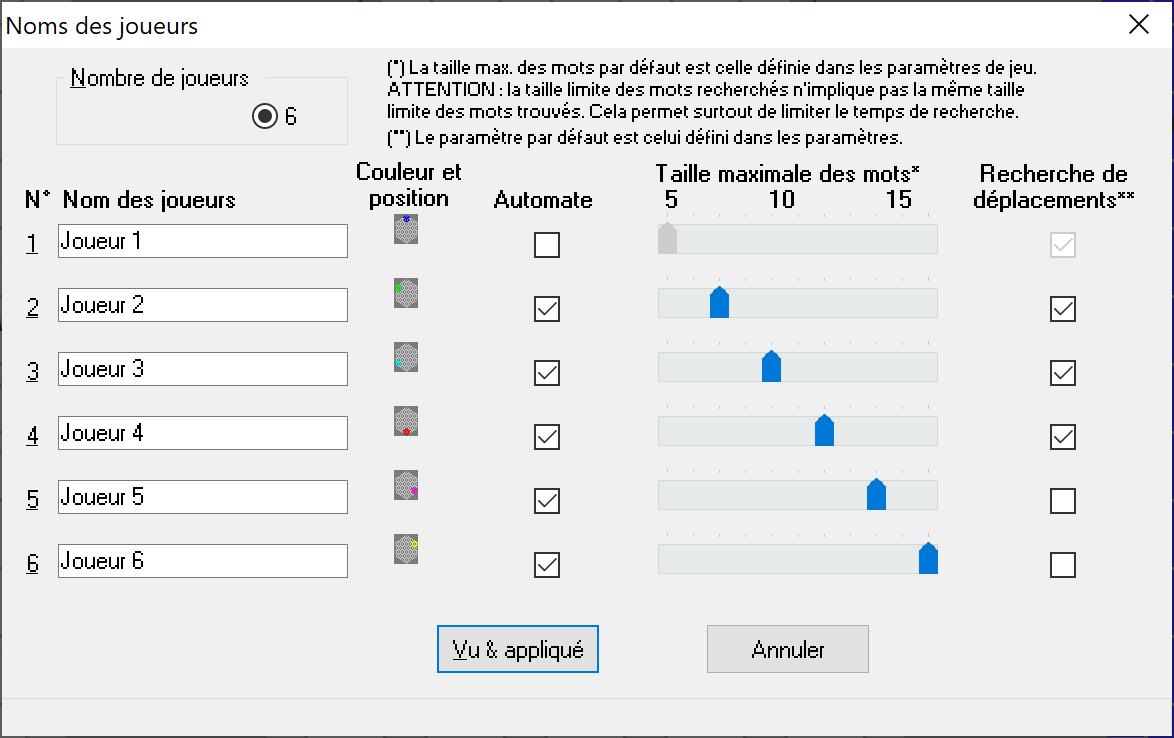 Noms des joueurs
Nombre de joueurs
6
(*) La taille max. des mots par défaut est celle définie dans les paramètres de jeu.
ATTENTION : la taille limite des mots recherchés n'implique pas la même taille
limite des mots trouvés. Cela permet surtout de limiter le temps de recherche.
(**) Le paramètre par défaut est celui défini dans les paramètres.
N° Nom des joueurs
Couleur et
position
Automate
Taille maximale des mots*
5 10 15
Recherche de
déplacements**
1 Joueur 1
2 Joueur 2
3 Joueur 3
4 Joueur 4
5 Joueur 5
6 Joueur 6
Vu & appliqué
Annuler